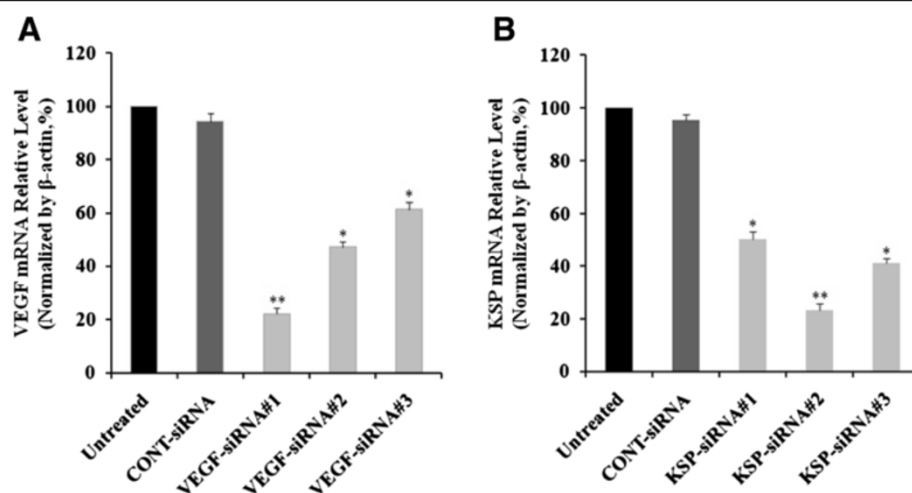 A
VEGF mRNA Relative Level
(Normalized by β-actin,%)
120
100
80
60
40
20
0
**
*
*
Untreated
CONT-siRNA
VEGF-siRNA#1
VEGF-siRNA#2
VEGF-siRNA#3
B
KSP mRNA Relative Level
(Normalized by β-actin,%)
120
100
80
60
40
20
0
*
**
*
Untreated
CONT-siRNA
KSP-siRNA#1
KSP-siRNA#2
KSP-siRNA#3